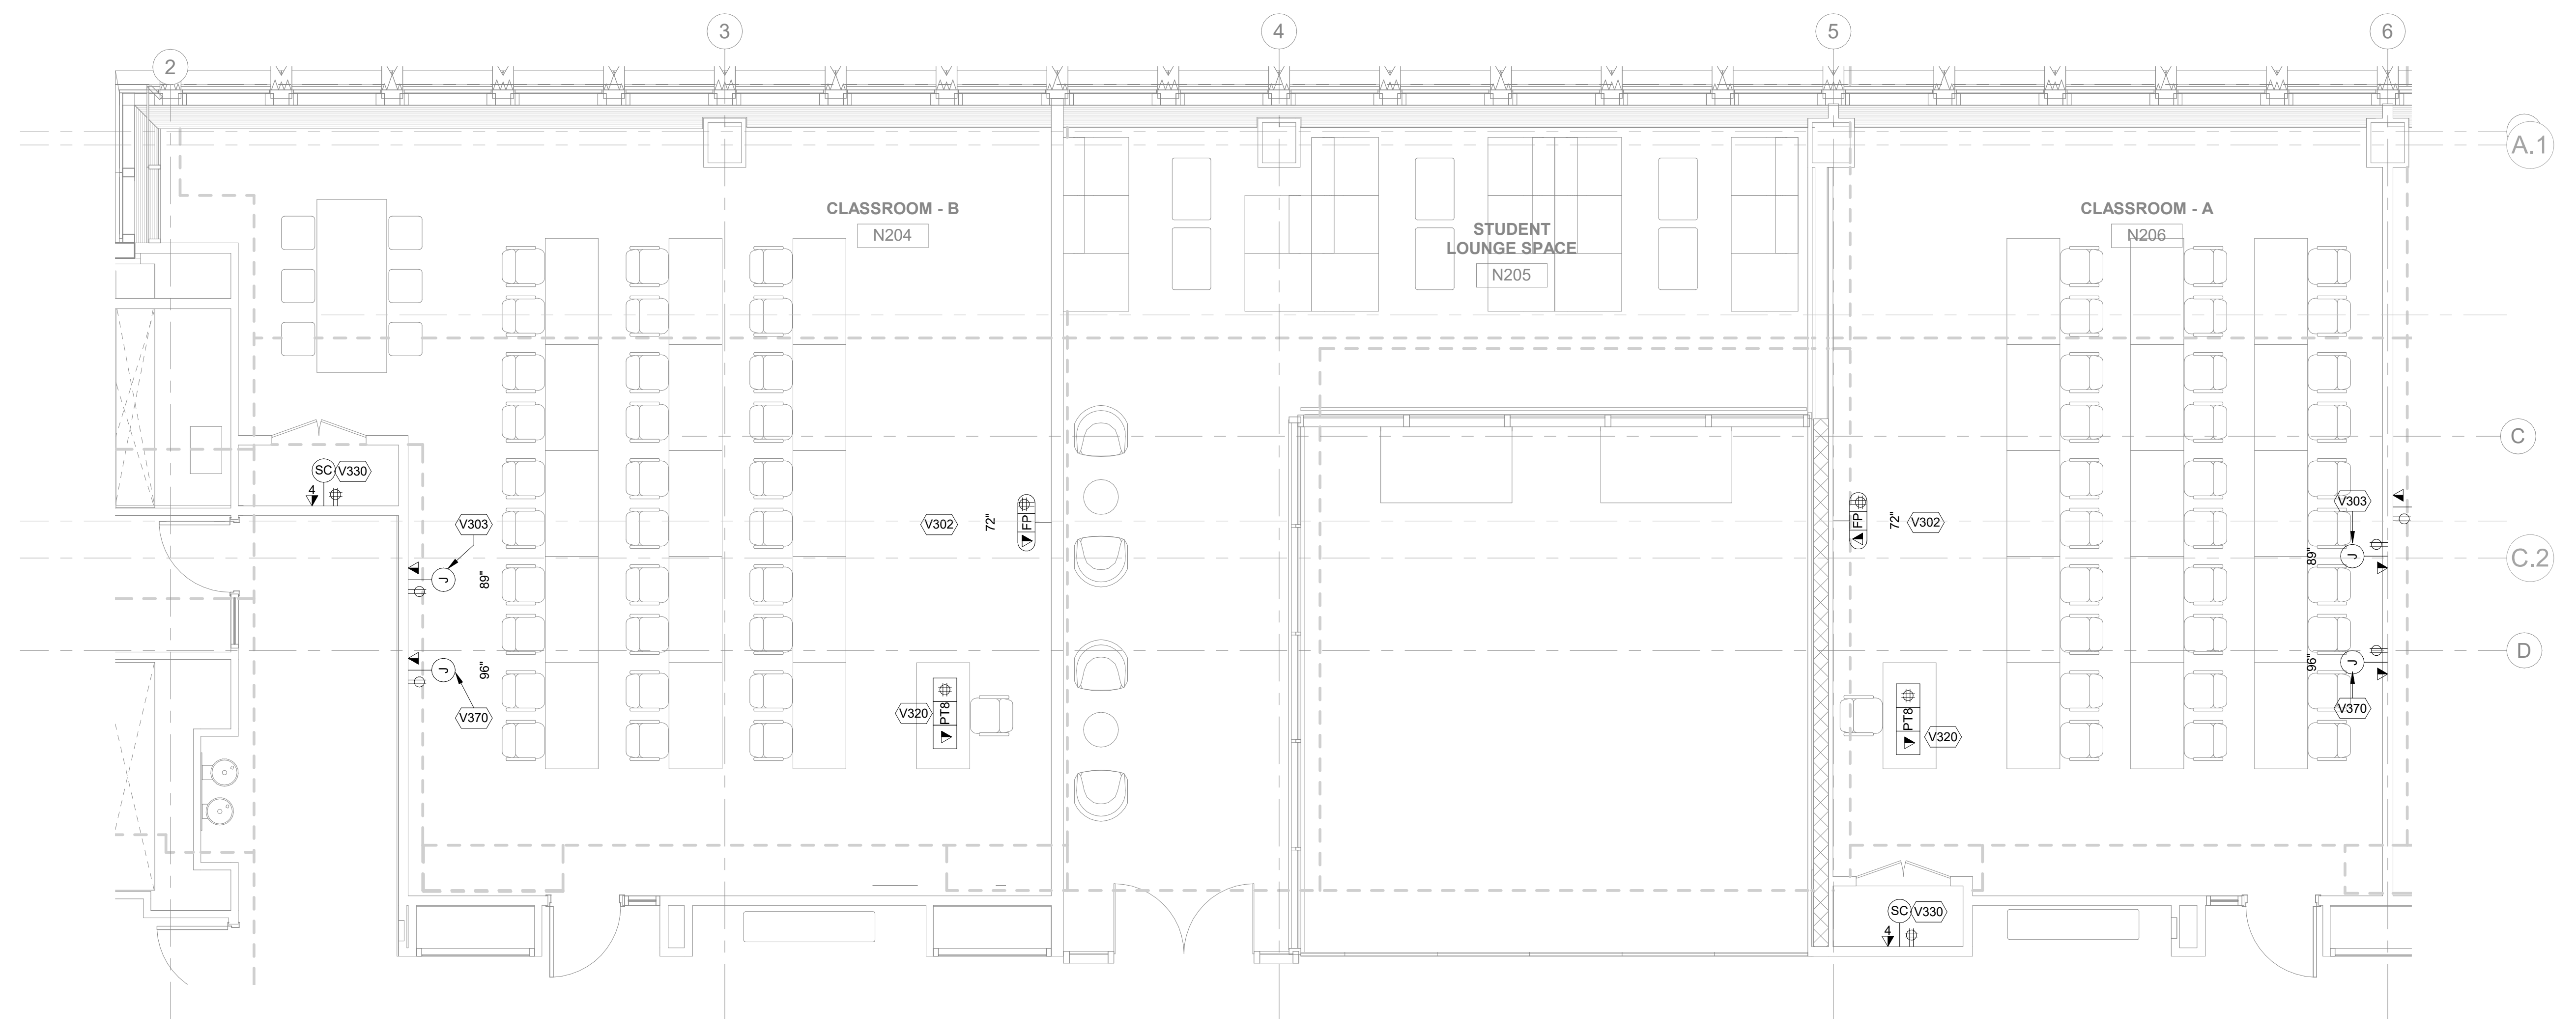 2
3
4
5
6
A.1
CLASSROOM - B
N204
STUDENT
LOUNGE SPACE
N205
CLASSROOM - A
N206
C
SC
V330
4
V303
J
89"
V302
72"
FP
FP
72"
V302
V303
J
89"
C.2
J
96"
V370
D
J
96"
V370
V320
PT8
PT8
V320
SC
V330
4